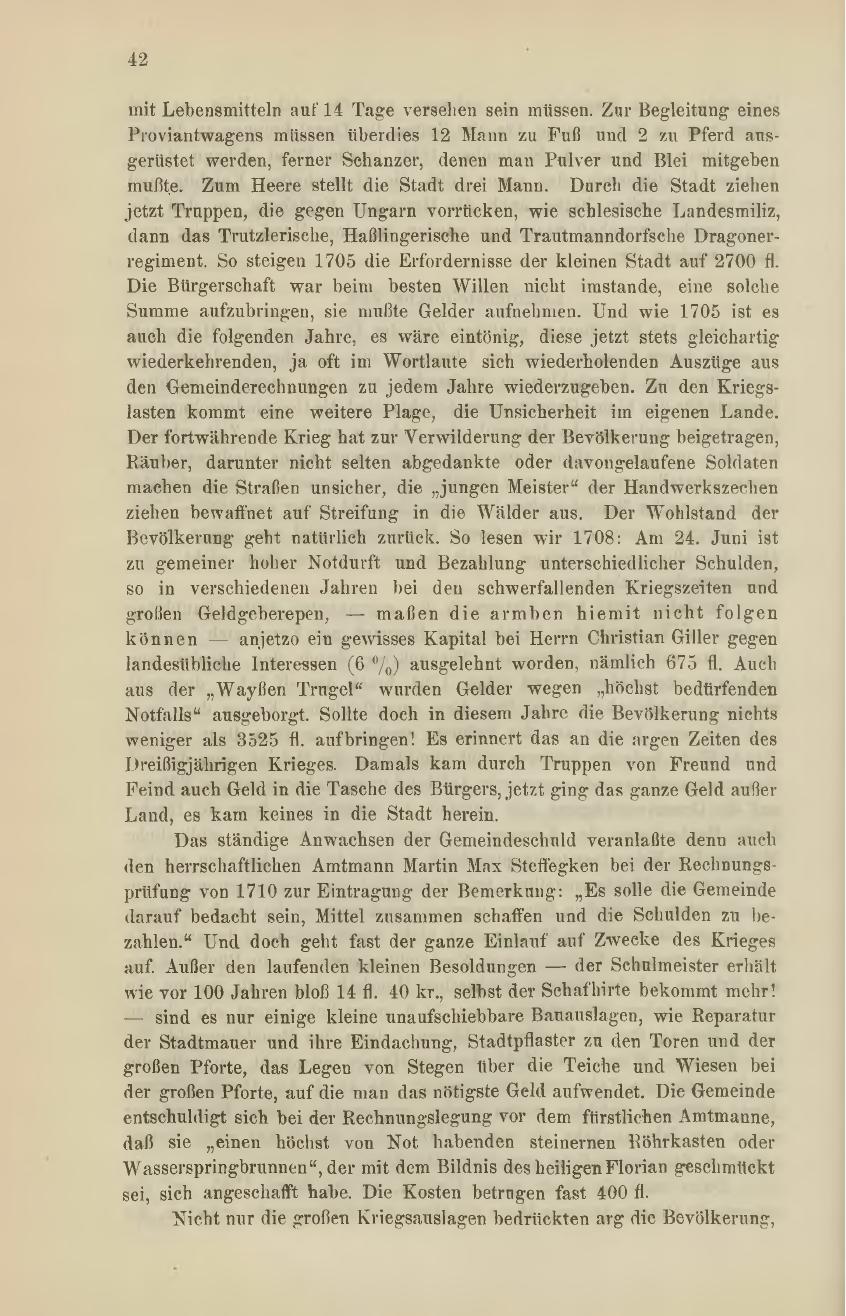 42
mit Lebensmitteln auf 14 Tage versehen sein müssen. Zur Begleitung eines
Proviantwagens müssen überdies 12 Mann zu Fuß und 2 zu Pferd aus-
gerüstet werden, ferner Schanzer, denen man Pulver und Blei mitgeben
mußte. Zum Heere stellt die Stadt drei Mann. Durch die Stadt ziehen
jetzt Truppen, die gegen Ungarn vorrücken, wie schlesische Landesmiliz,
dann das Trutzlerische, Haßlingerische und Trautmanndorfsche Dragoner-
regiment. So steigen 1705 die Erfordernisse der kleinen Stadt auf 2700 fl.
Die Bürgerschaft war beim besten Willen nicht imstande, eine solche
Summe aufzubringen, sie mußte Gelder aufnehmen. Und wie 1705 ist es
auch die folgenden Jahre, es wäre eintönig, diese jetzt stets gleichartig
wiederkehrenden, ja oft im Wortlaute sich wiederholenden Auszüge aus
den Gemeinderechnungen zu jedem Jahre wiederzugeben. Zu den Kriegs-
lasten kommt eine weitere Plage, die Unsicherheit im eigenen Lande.
Der fortwährende Krieg hat zur Verwilderung der Bevölkerung beigetragen,
Räuber, darunter nicht selten abgedankte oder davongelaufene Soldaten
machen die Straßen unsicher, die „jungen Meister“ der Handwerkszechen
ziehen bewaffnet auf Streifung in die Wälder aus. Der Wohlstand der
Bevölkerung geht natürlich zurück. So lesen wir 1708: Am 24. Juni ist
zu gemeiner hoher Notdurft und Bezahlung unterschiedlicher Schulden,
so in verschiedenen Jahren bei den schwerfallenden Kriegszeiten und
großen Geldgeberepen, — maßen die armben hiemit nicht folgen
können — anjetzo ein gewisses Kapital bei Herrn Christian Giller gegen
landesübliche Interessen (6 %) ausgelehnt worden, nämlich 675 fl. Auch
aus der „Wayßen Trugel“ wurden Gelder wegen „höchst bedürfenden
Notfalls“ ausgeborgt. Sollte doch in diesem Jahre die Bevölkerung nichts
weniger als 3525 fl. aufbringen! Es erinnert das an die argen Zeiten des
Dreißigjährigen Krieges. Damals kam durch Truppen von Freund und
Feind auch Geld in die Tasche des Bürgers, jetzt ging das ganze Geld außer
Land, es kam keines in die Stadt herein.
Das ständige Anwachsen der Gemeindeschuld veranlaßte denn auch
den herrschaftlichen Amtmann Martin Max Steffegken bei der Rechnungs-
prüfung von 1710 zur Eintragung der Bemerkung: „Es solle die Gemeinde
darauf bedacht sein, Mittel zusammen schaffen und die Schulden zu be-
zahlen.“ Und doch geht fast der ganze Einlauf auf Zwecke des Krieges
auf. Außer den laufenden kleinen Besoldungen — der Schulmeister erhält
wie vor 100 Jahren bloß 14 fl. 40 kr., selbst der Schafhirte bekommt mehr!
— sind es nur einige kleine unaufschiebbare Bauauslagen, wie Reparatur
der Stadtmauer und ihre Eindachung, Stadtpflaster zu den Toren und der
großen Pforte, das Legen von Stegen über die Teiche und Wiesen bei
der großen Pforte, auf die man das nötigste Geld aufwendet. Die Gemeinde
entschuldigt sich bei der Rechnungslegung vor dem fürstlichen Amtmanne,
daß sie „einen höchst von Not habenden steinernen Röhrkasten oder
Wasserspringbrunnen“, der mit dem Bildnis des heiligen Florian geschmückt
sei, sich angeschafft habe. Die Kosten betrugen fast 400 fl.
Nicht nur die großen Kriegsauslagen bedrückten arg die Bevölkerung,